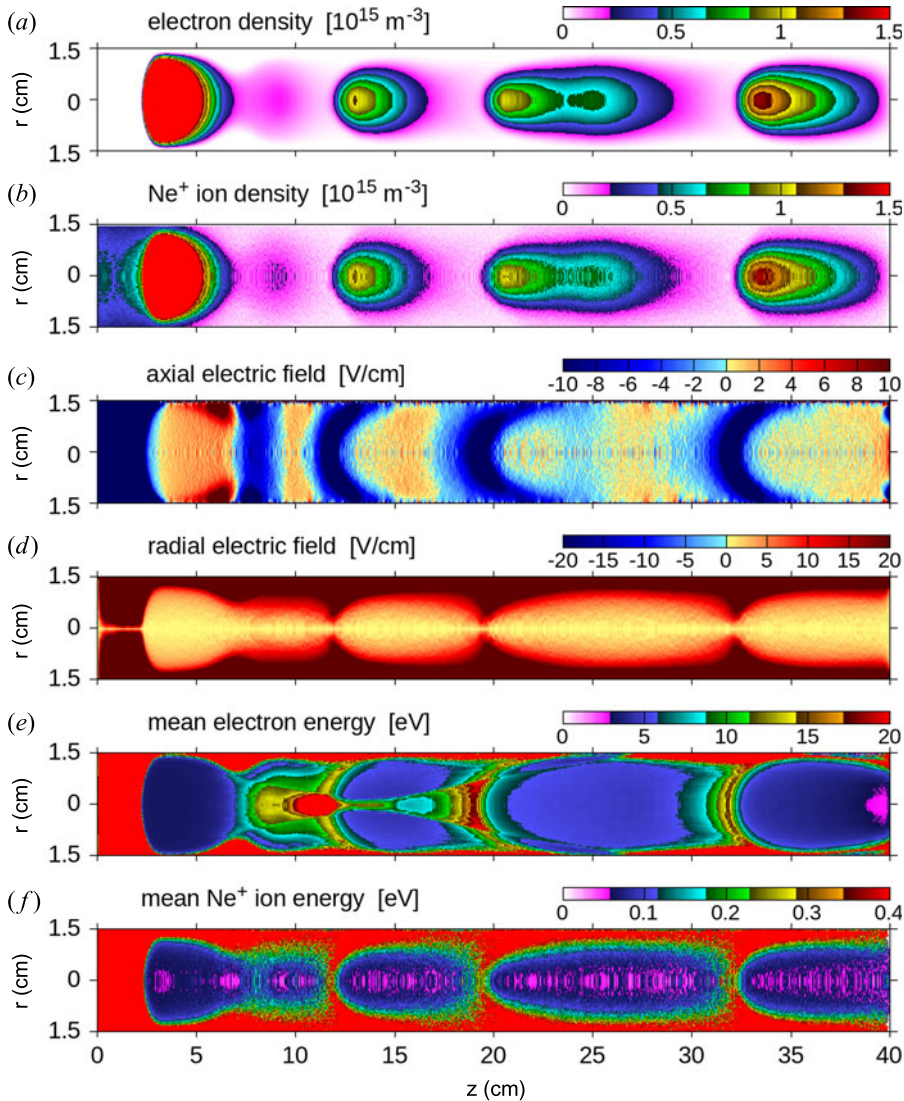 (a) electron density [10^15 m^-3] 0 0.5 1 1.5
1.5
r (cm) 0
1.5
(b) Ne^+ ion density [10^15 m^-3] 0 0.5 1 1.5
1.5
r (cm) 0
1.5
(c) axial electric field [V/cm] -10 -8 -6 -4 -2 0 2 4 6 8 10
1.5
r (cm) 0
1.5
(d) radial electric field [V/cm] -20 -15 -10 -5 0 5 10 15 20
1.5
r (cm) 0
1.5
(e) mean electron energy [eV] 0 5 10 15 20
1.5
r (cm) 0
1.5
(f) mean Ne^+ ion energy [eV] 0 0.1 0.2 0.3 0.4
1.5
r (cm) 0
1.5
0 5 10 15 20 25 30 35 40
z (cm)